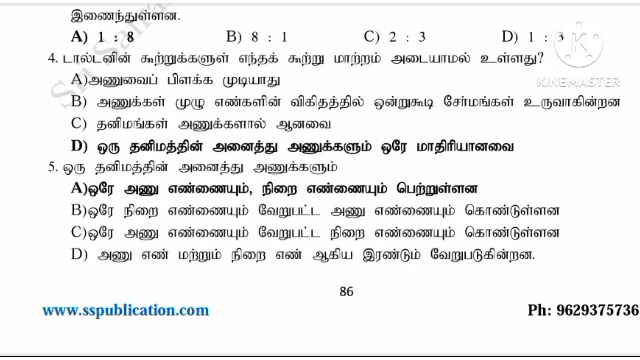 இணைந்துள்ளன.
A) 1 : 8 B) 8 : 1 C) 2 : 3 D) 1 : 3
4. டால்டனின் கூற்றுக்களுள் எந்தக் கூற்று மாற்றம் அடையாமல் உள்ளது?
A)அணுவைப் பிளக்க முடியாது
KINEMASTER
B) அணுக்கள் முழு எண்களின் விகிதத்தில் ஒன்றுகூடி சேர்மங்கள் உருவாகின்றன
C) தனிமங்கள் அணுக்களால் ஆனவை
D) ஒரு தனிமத்தின் அனைத்து அணுக்களும் ஒரே மாதிரியானவை
5. ஒரு தனிமத்தின் அனைத்து அணுக்களும்
A)ஒரே அணு எண்ணையும், நிறை எண்ணையும் பெற்றுள்ளன
B)ஒரே நிறை எண்ணையும் வேறுபட்ட அணு எண்ணையும் கொண்டுள்ளன
C)ஒரே அணு எண்ணையும் வேறுபட்ட நிறை எண்ணையும் கொண்டுள்ளன
D) அணு எண் மற்றும் நிறை எண் ஆகிய இரண்டும் வேறுபடுகின்றன.
86
www.sspublication.com Ph: 9629375736